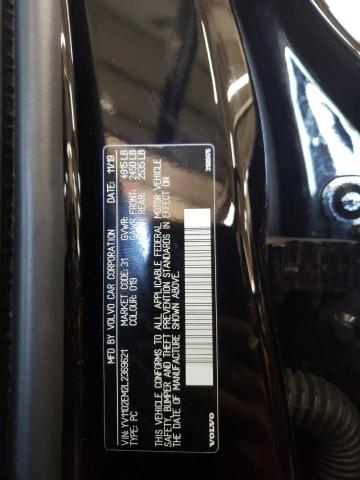 MFD BY: VOLVO CAR CORPORATION DATE: 11/19
MARKET CODE: 31 GVWR: 4915 LB
COLOUR: 019 GAWR FRONT: 2450 LB
GAWR REAR: 2535 LB
VIN: YV1102EM2L2369621
TYPE: PC
THIS VEHICLE CONFORMS TO ALL APPLICABLE FEDERAL MOTOR VEHICLE
SAFETY, BUMPER AND THEFT PREVENTION STANDARDS IN EFFECT ON
THE DATE OF MANUFACTURE SHOWN ABOVE.
VOLVO